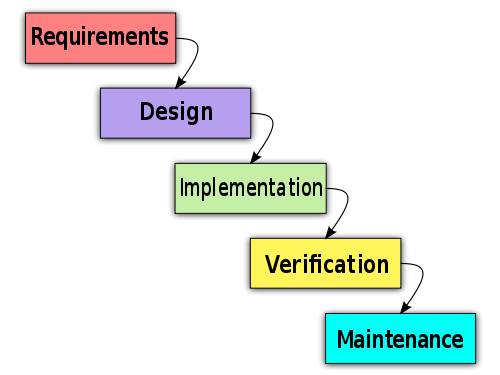 Requirements
Design
Implementation
Verification
Maintenance